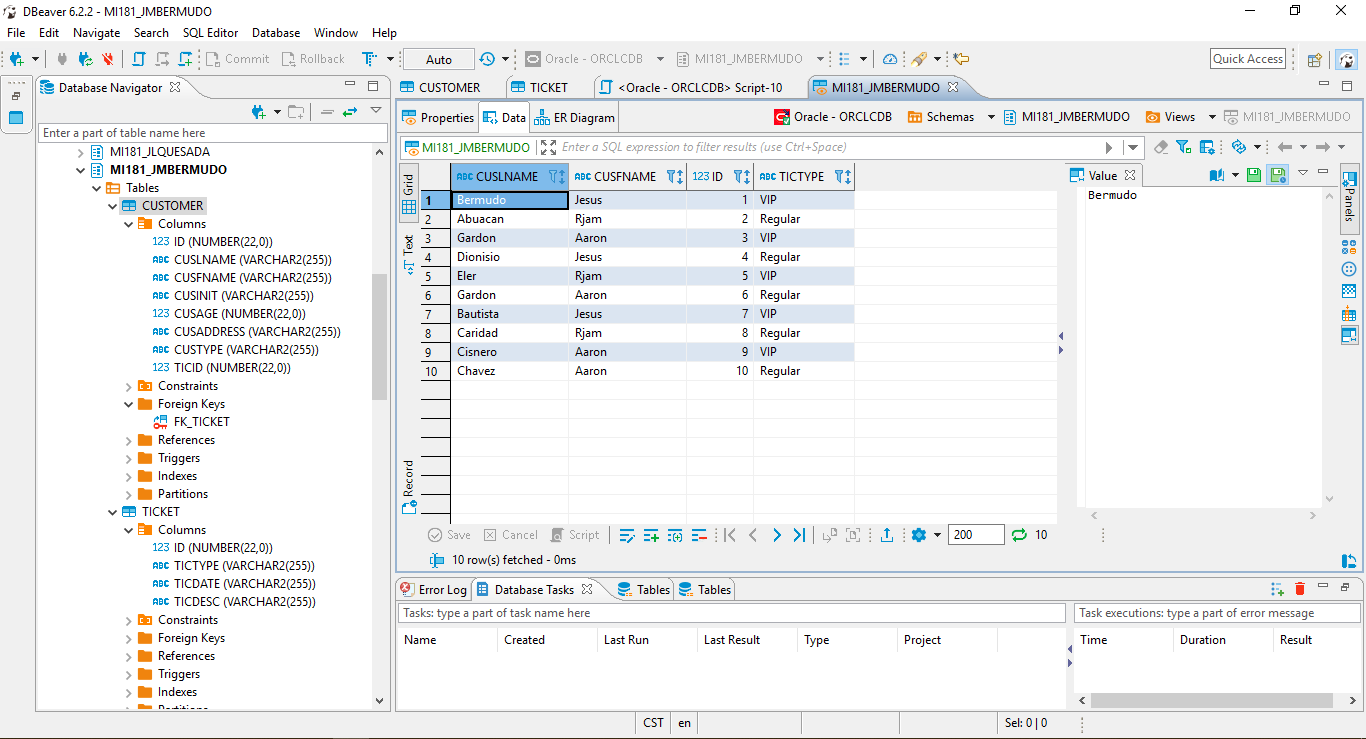 DBeaver 6.2.2 - MI181_JMBERMUDO
File Edit Navigate Search SQL Editor Database Window Help
Commit Rollback Auto Oracle - ORCLCDB MI181_JMBERMUDO Quick Access
Database Navigator
Enter a part of table name here
MI181_JLQUESADA
MI181_JMBERMUDO
Tables
CUSTOMER
Columns
123 ID (NUMBER(22,0))
ABC CUSLNAME (VARCHAR2(255))
ABC CUSFNAME (VARCHAR2(255))
ABC CUSINIT (VARCHAR2(255))
123 CUSAGE (NUMBER(22,0))
ABC CUSADDRESS (VARCHAR2(255))
ABC CUSTYPE (VARCHAR2(255))
123 TICID (NUMBER(22,0))
Constraints
Foreign Keys
FK_TICKET
References
Triggers
Indexes
Partitions
TICKET
Columns
123 ID (NUMBER(22,0))
ABC TICTYPE (VARCHAR2(255))
ABC TICDATE (VARCHAR2(255))
ABC TICDESC (VARCHAR2(255))
Constraints
Foreign Keys
References
Triggers
Indexes
Partitions
CUSTOMER TICKET <Oracle - ORCLCDB> Script-10 MI181_JMBERMUDO
Properties Data ER Diagram Oracle - ORCLCDB Schemas MI181_JMBERMUDO Views MI181_JMBERMUDO
MI181_JMBERMUDO Enter a SQL expression to filter results (use Ctrl+Space)
Grid
Text
Record
ABC CUSLNAME ABC CUSFNAME 123 ID ABC TICTYPE
1 Bermudo Jesus 1 VIP
2 Abuacan Rjam 2 Regular
3 Gardon Aaron 3 VIP
4 Dionisio Jesus 4 Regular
5 Eler Rjam 5 VIP
6 Gardon Aaron 6 Regular
7 Bautista Jesus 7 VIP
8 Caridad Rjam 8 Regular
9 Cisnero Aaron 9 VIP
10 Chavez Aaron 10 Regular
Value
Bermudo
Panels
Save Cancel Script 200 10
10 row(s) fetched - 0ms
Error Log Database Tasks Tables Tables
Tasks: type a part of task name here
Name Created Last Run Last Result Type Project
Task executions: type a part of error message
Time Duration Result
CST en Sel: 0 | 0